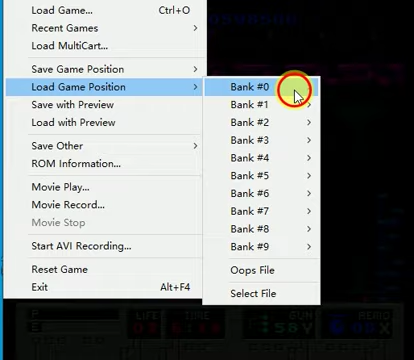 Load Game... Ctrl+O
Recent Games
Load MultiCart...
Save Game Position
Load Game Position
Save with Preview
Load with Preview
Save Other
ROM Information...
Movie Play...
Movie Record...
Movie Stop
Start AVI Recording...
Reset Game
Exit Alt+F4
Bank #0
Bank #1
Bank #2
Bank #3
Bank #4
Bank #5
Bank #6
Bank #7
Bank #8
Bank #9
Oops File
Select File
P
E
LIFE
TIME
GUN
58V